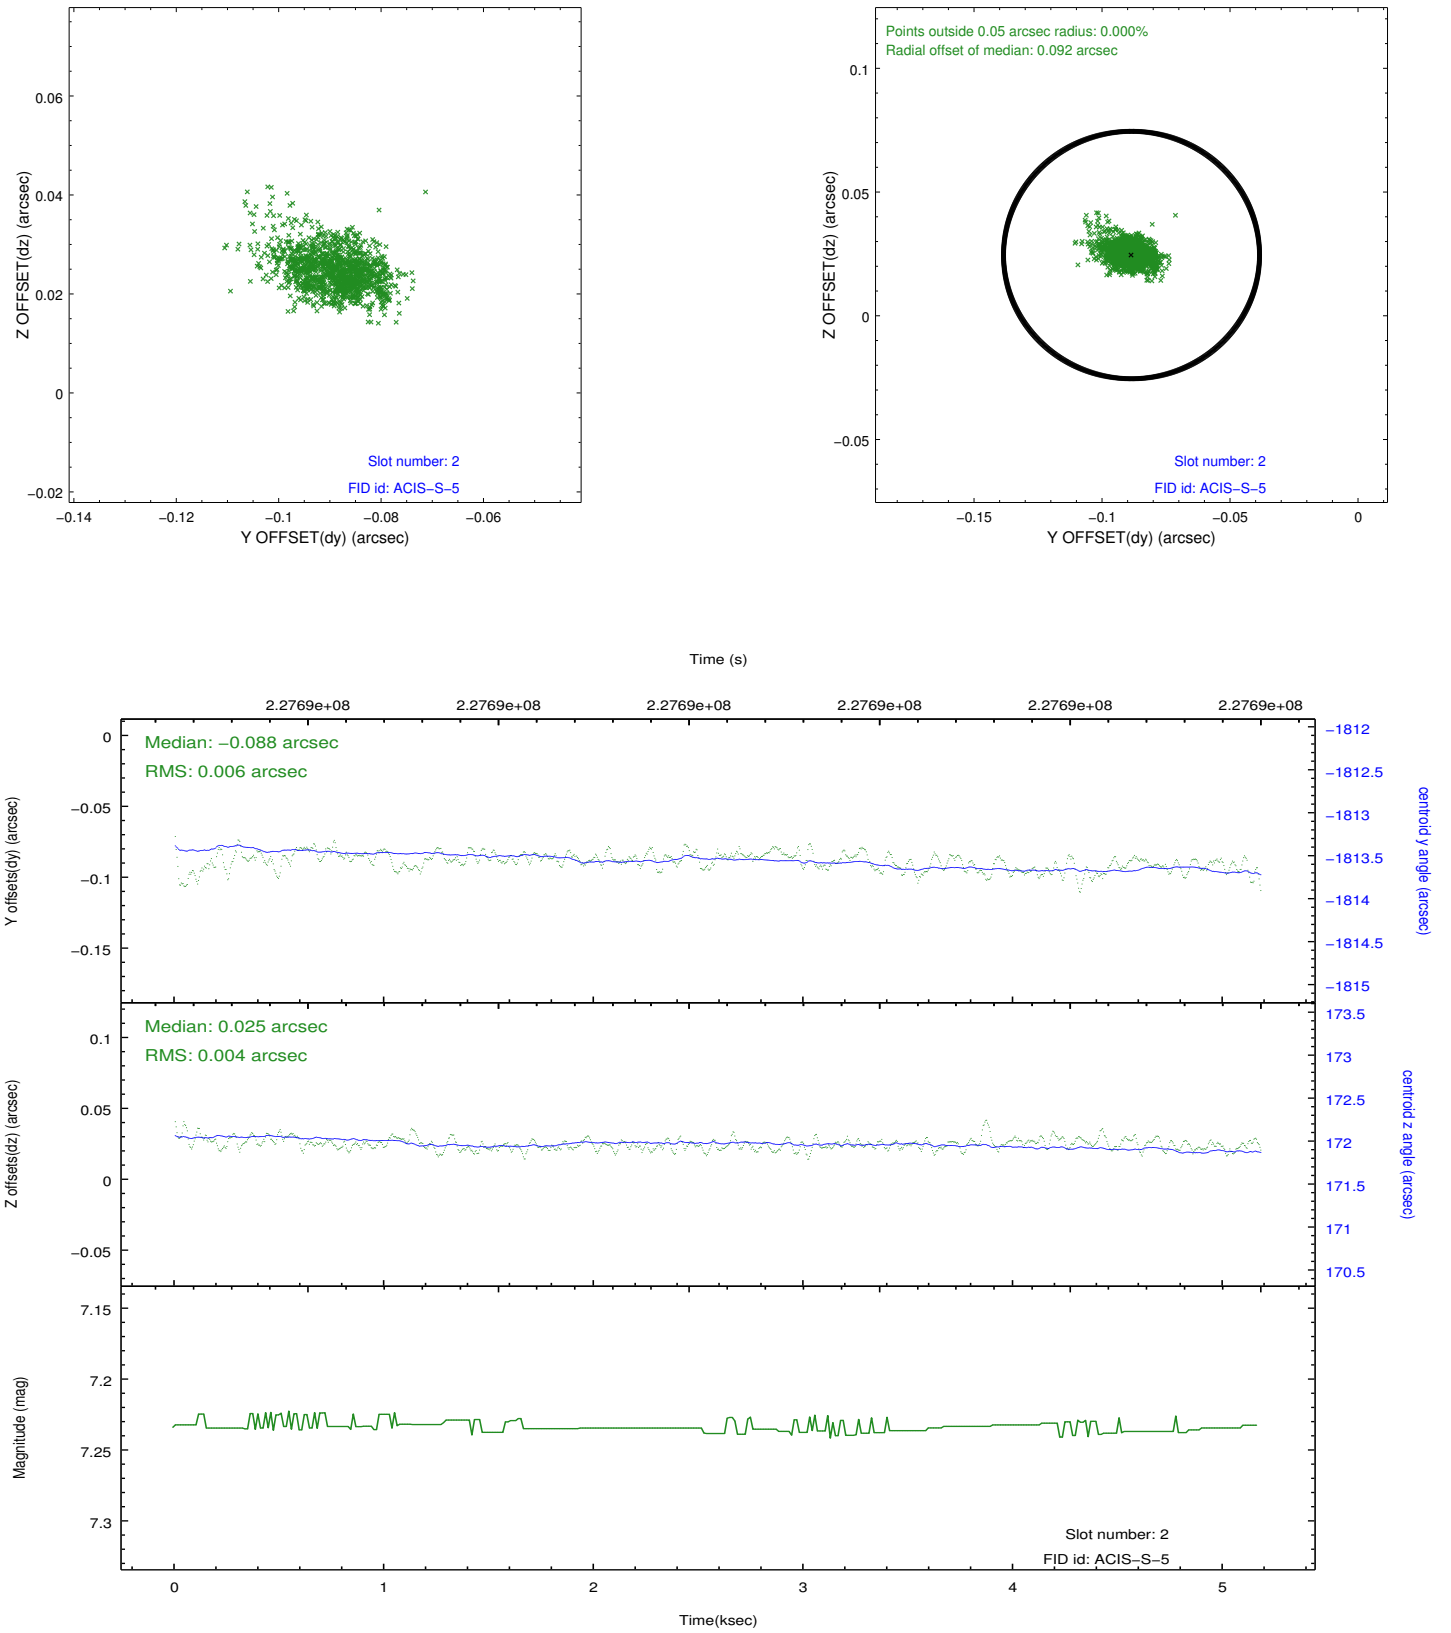 0.06
0.04
0.02
0
−0.02
−0.14
−0.12
−0.1
−0.08
−0.06
Z OFFSET(dz) (arcsec)
Y OFFSET(dy) (arcsec)
Slot number: 2
FID id: ACIS−S−5
Points outside 0.05 arcsec radius: 0.000%
Radial offset of median: 0.092 arcsec
0.1
0.05
0
−0.05
−0.15
−0.1
−0.05
0
Z OFFSET(dz) (arcsec)
Y OFFSET(dy) (arcsec)
Slot number: 2
FID id: ACIS−S−5
Time (s)
2.2769e+08
2.2769e+08
2.2769e+08
2.2769e+08
2.2769e+08
2.2769e+08
Median: −0.088 arcsec
RMS: 0.006 arcsec
0
−0.05
−0.1
−0.15
Y offsets(dy) (arcsec)
−1812
−1812.5
−1813
−1813.5
−1814
−1814.5
−1815
centroid y angle (arcsec)
Median: 0.025 arcsec
RMS: 0.004 arcsec
0.1
0.05
0
−0.05
Z offsets(dz) (arcsec)
173.5
173
172.5
172
171.5
171
170.5
centroid z angle (arcsec)
7.15
7.2
7.25
7.3
Magnitude (mag)
Slot number: 2
FID id: ACIS−S−5
0
1
2
3
4
5
Time(ksec)